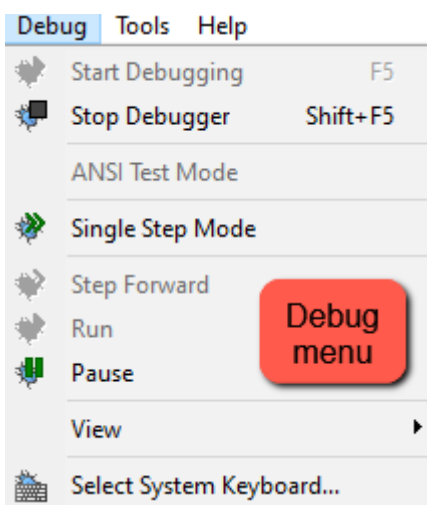 Debug Tools Help
Start Debugging F5
Stop Debugger Shift+F5
ANSI Test Mode
Single Step Mode
Step Forward
Run
Debug
menu
Pause
View
Select System Keyboard...